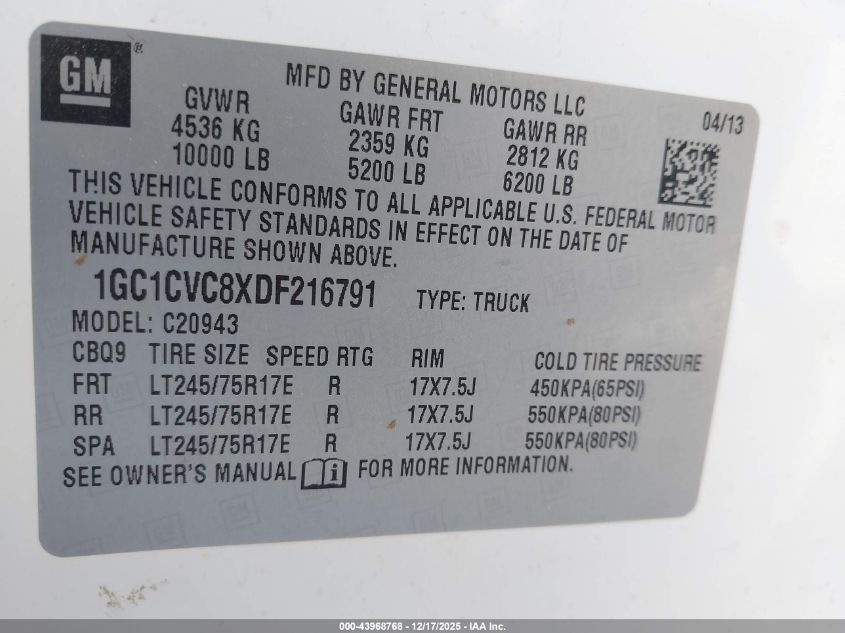 GM®
MFD BY GENERAL MOTORS LLC
04/13
GVWR GAWR FRT GAWR RR
4536 KG 2359 KG 2812 KG
10000 LB 5200 LB 6200 LB
THIS VEHICLE CONFORMS TO ALL APPLICABLE U.S. FEDERAL MOTOR
VEHICLE SAFETY STANDARDS IN EFFECT ON THE DATE OF
MANUFACTURE SHOWN ABOVE.
1GC1CVC8XDF216791 TYPE: TRUCK
MODEL: C20943
CBQ9 TIRE SIZE SPEED RTG RIM COLD TIRE PRESSURE
FRT LT245/75R17E R 17X7.5J 450KPA(65PSI)
RR LT245/75R17E R 17X7.5J 550KPA(80PSI)
SPA LT245/75R17E R 17X7.5J 550KPA(80PSI)
SEE OWNER'S MANUAL i FOR MORE INFORMATION.
000-43968768 - 12/17/2025 - IAA Inc.